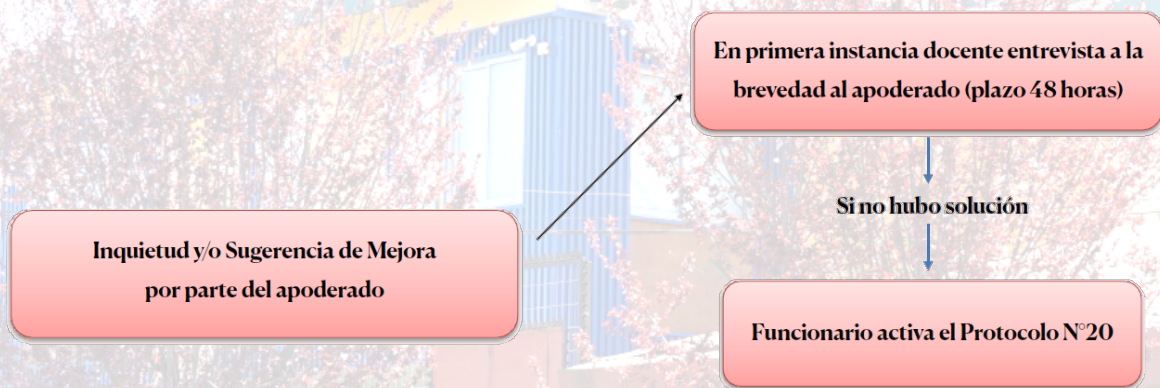 En primera instancia docente entrevista a la
brevedad al apoderado (plazo 48 horas)
Si no hubo solución
Inquietud y/o Sugerencia de Mejora
por parte del apoderado
Funcionario activa el Protocolo N°20